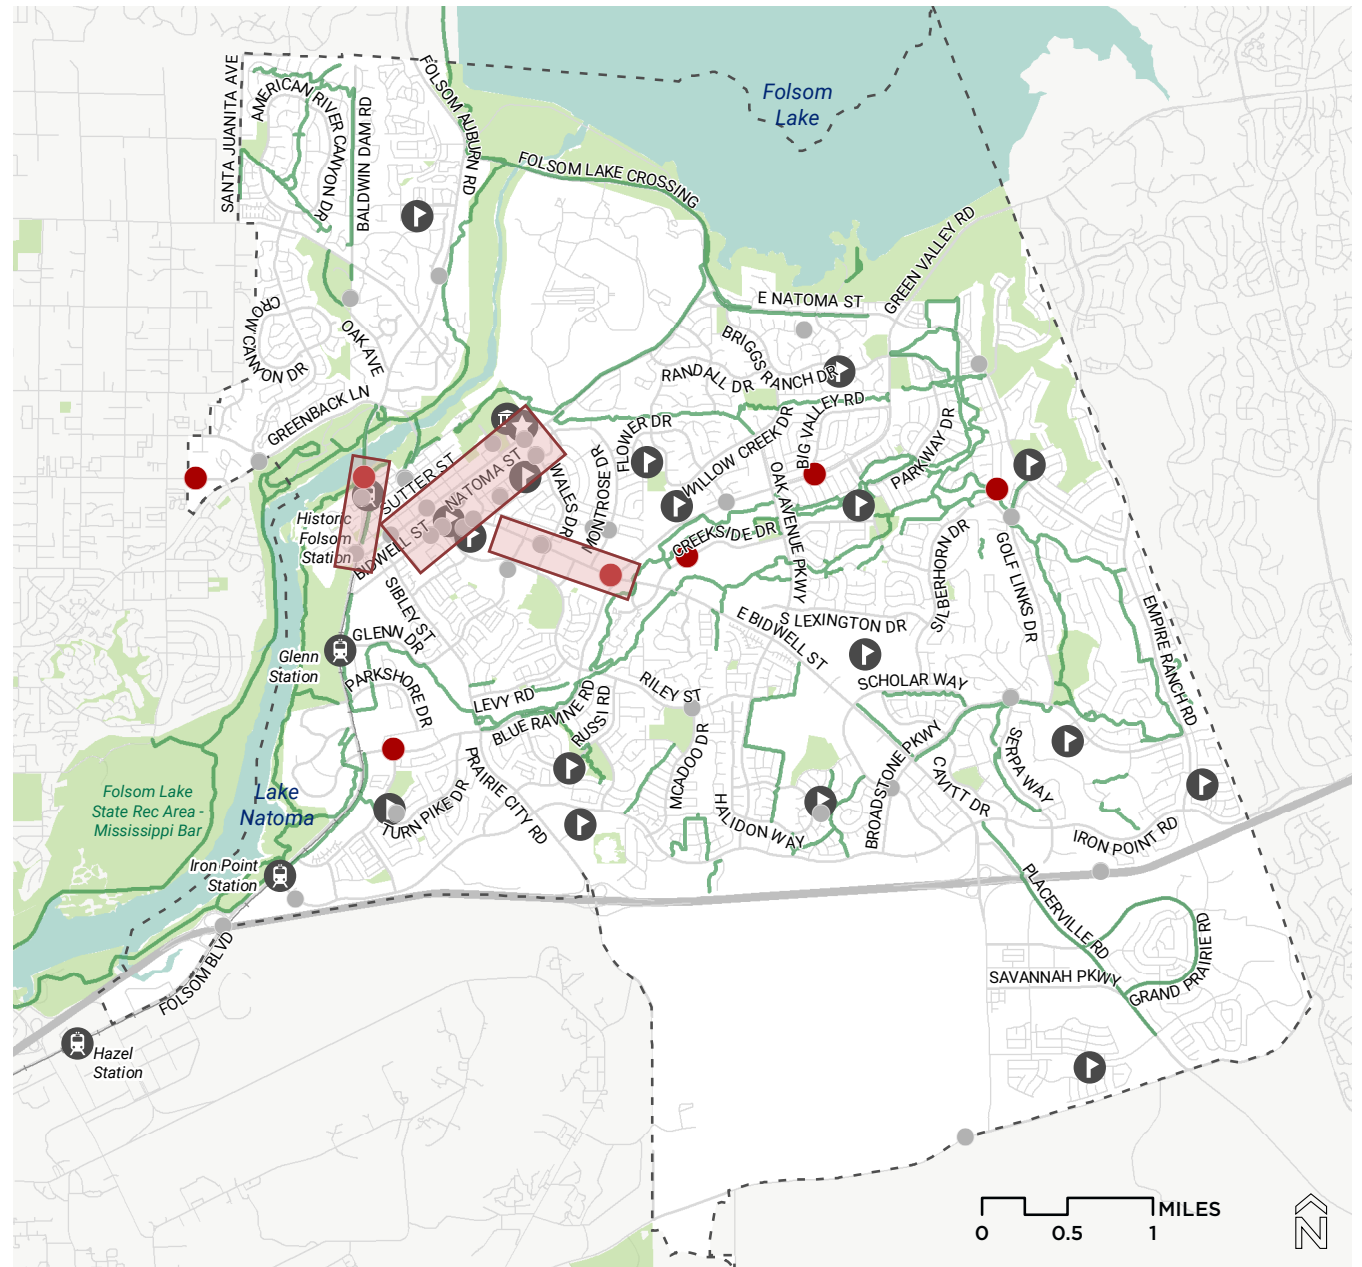 Folsom
Lake
SANTA JUANITA AVE
AMERICAN RIVER CANYON DR
BALDWIN DAM RD
FOLSOM AUBURN RD
FOLSOM LAKE CROSSING
GREEN VALLEY RD
E NATOMA ST
CROW CANYON DR
OAK AVE
GREENBACK LN
BRIGGS RANCH DR
RANDALL DR
BIG VALLEY RD
FLOWER DR
WILLOW CREEK DR
PARKWAY DR
OAK AVENUE PKWY
SUTTER ST
NATOMA ST
WALES DR
MONTROSE DR
CREEKSIDE DR
Historic
Folsom
Station
BIDWELL ST
SIBLEY ST
SILBERHORN DR
GOLF LINKS DR
EMPIRE RANCH RD
E BIDWELL ST
S LEXINGTON DR
GLENN DR
Glenn
Station
PARKSHORE DR
LEVY RD
BLUE RAVINE RD
RUSSI RD
RILEY ST
SCHOLAR WAY
MCADOO DR
BROADSTONE PKWY
SERPA WAY
CAVITT DR
PRAIRIE CITY RD
TURN PIKE DR
HALIDON WAY
IRON POINT RD
Folsom Lake
State Rec Area -
Mississippi Bar
Lake
Natoma
Iron Point
Station
PLACERVILLE RD
GRAND PRAIRIE RD
SAVANNAH PKWY
FOLSOM BLVD
Hazel
Station
MILES
0 0.5 1
N